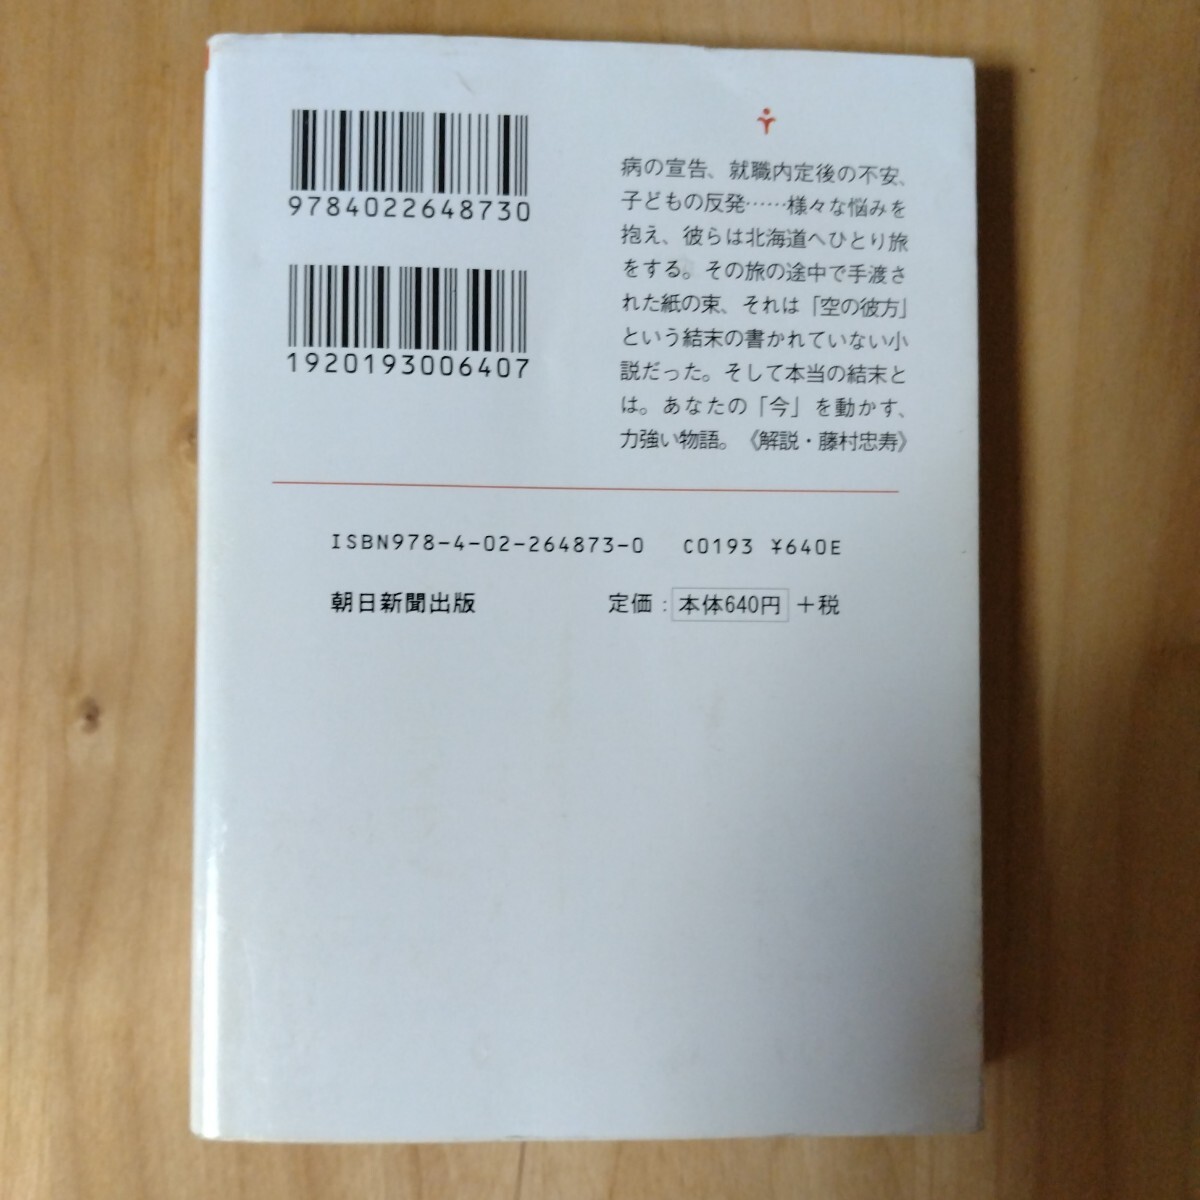 9784022648730
1920193006407
病の宣告、就職内定後の不安、
子どもの反発……様々な悩みを
抱え、彼らは北海道へひとり旅
をする。その旅の途中で手渡さ
れた紙の束、それは「空の彼方」
という結末の書かれていない小
説だった。そして本当の結末と
は。あなたの「今」を動かす、
力強い物語。《解説・藤村忠寿》
ISBN978-4-02-264873-0 C0193 ¥640E
朝日新聞出版 定価：本体640円＋税